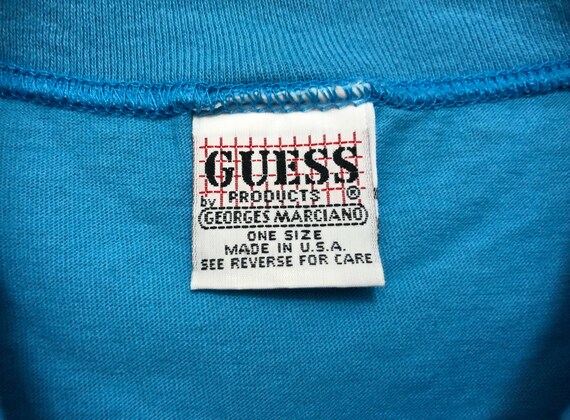 GUESS
by PRODUCTS ®
GEORGES MARCIANO
ONE SIZE
MADE IN U.S.A.
SEE REVERSE FOR CARE